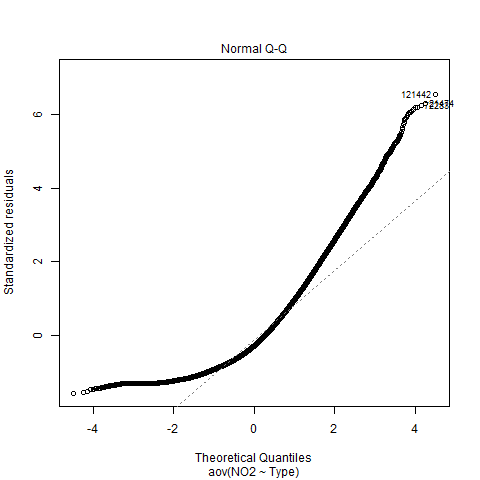 Normal Q-Q
121442
Standardized residuals
6
4
2
0
-4
-2
0
2
4
Theoretical Quantiles
aov(NO2 ~ Type)